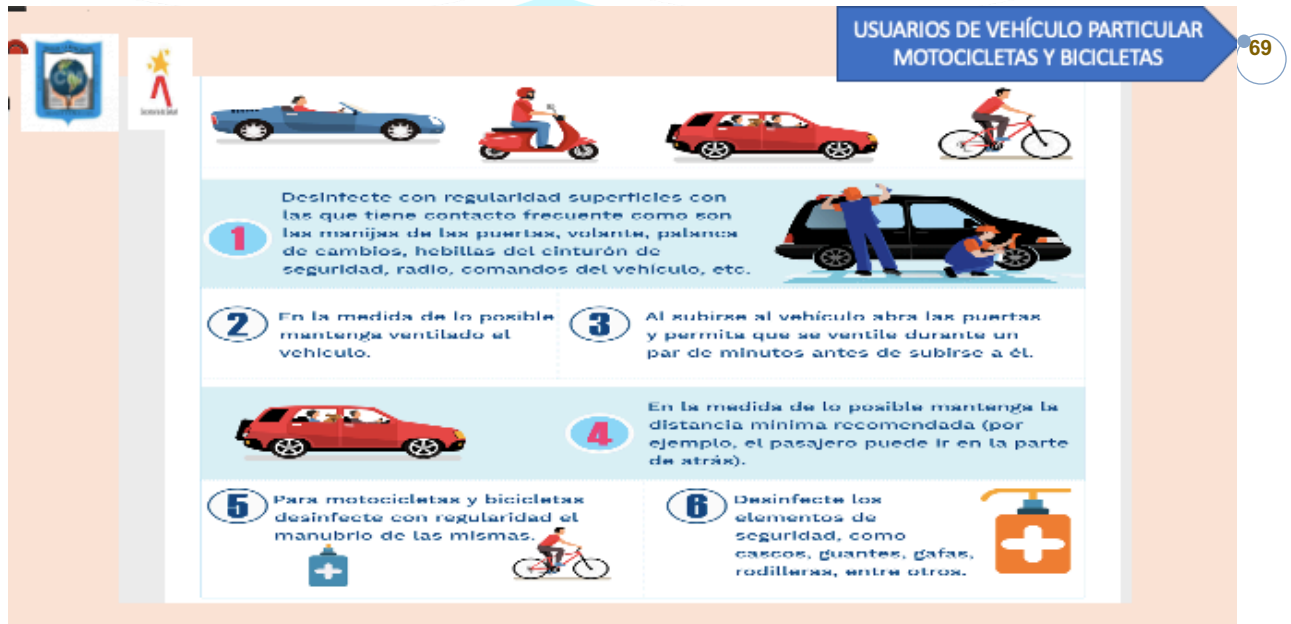 USUARIOS DE VEHÍCULO PARTICULAR
MOTOCICLETAS Y BICICLETAS
69
1
Desinfecte con regularidad superficies con
las que tiene contacto frecuente como son
las manijas de las puertas, volante, palanca
de cambios, hebillas del cinturón de
seguridad, radio, comandos del vehículo, etc.
2
En la medida de lo posible
mantenga ventilado el
vehículo.
3
Al subirse al vehículo abra las puertas
y permita que se ventile durante un
par de minutos antes de subirse a él.
4
En la medida de lo posible mantenga la
distancia mínima recomendada (por
ejemplo, el pasajero puede ir en la parte
de atrás).
5
Para motocicletas y bicicletas
desinfecte con regularidad el
manubrio de las mismas.
6
Desinfecte los
elementos de
seguridad, como
cascos, guantes, gafas,
rodilleras, entre otros.